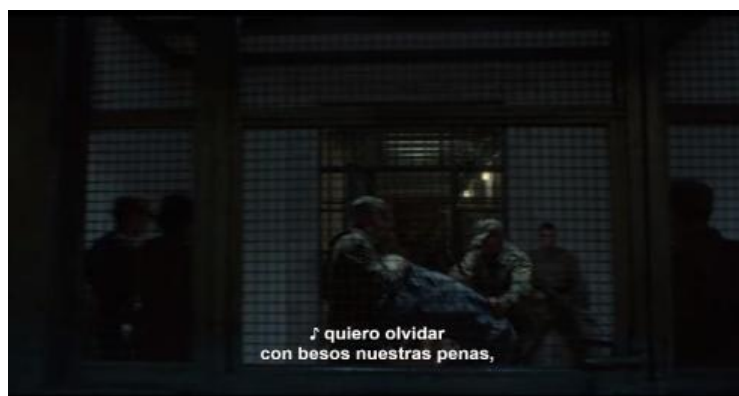 ♪ quiero olvidar
con besos nuestras penas,